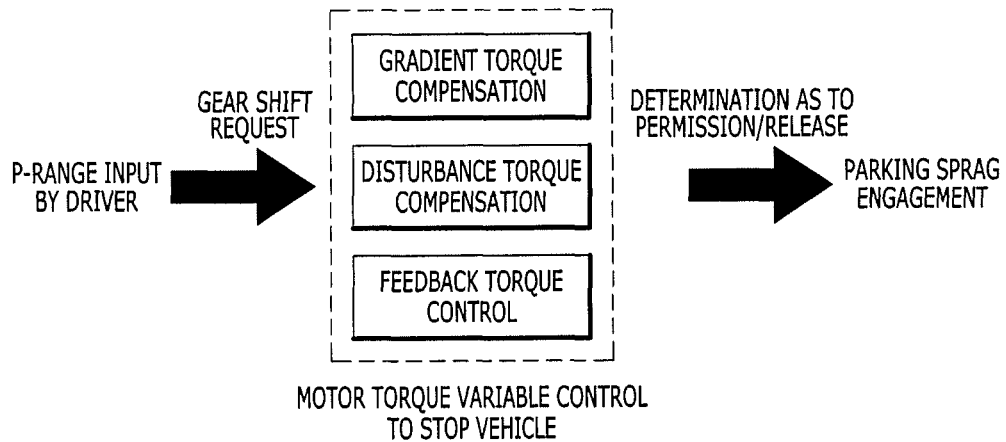 P-RANGE INPUT
BY DRIVER
GEAR SHIFT
REQUEST
GRADIENT TORQUE
COMPENSATION
DISTURBANCE TORQUE
COMPENSATION
FEEDBACK TORQUE
CONTROL
MOTOR TORQUE VARIABLE CONTROL
TO STOP VEHICLE
DETERMINATION AS TO
PERMISSION/RELEASE
PARKING SPRAG
ENGAGEMENT